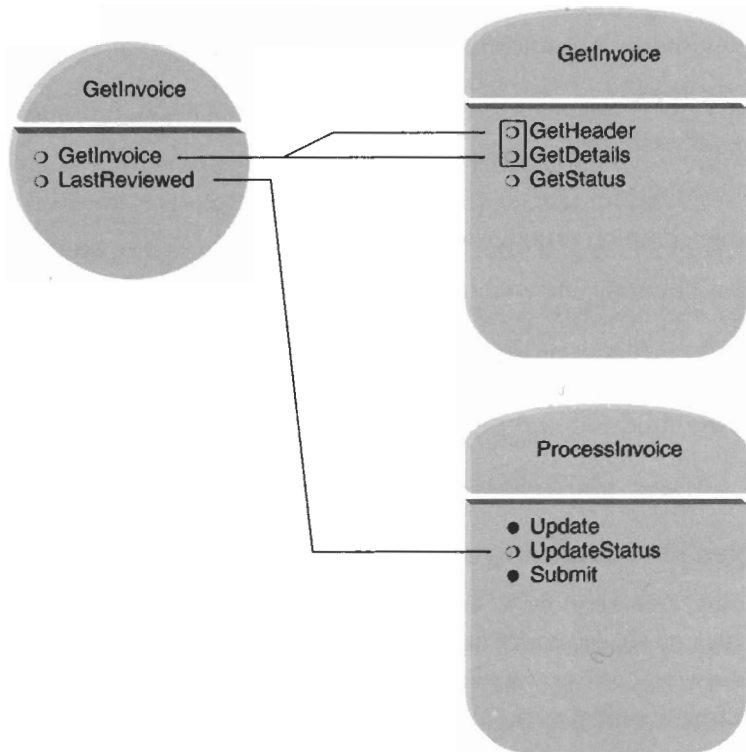 GetInvoice
GetInvoice
LastReviewed
GetInvoice
GetHeader
GetDetails
GetStatus
ProcessInvoice
Update
UpdateStatus
Submit